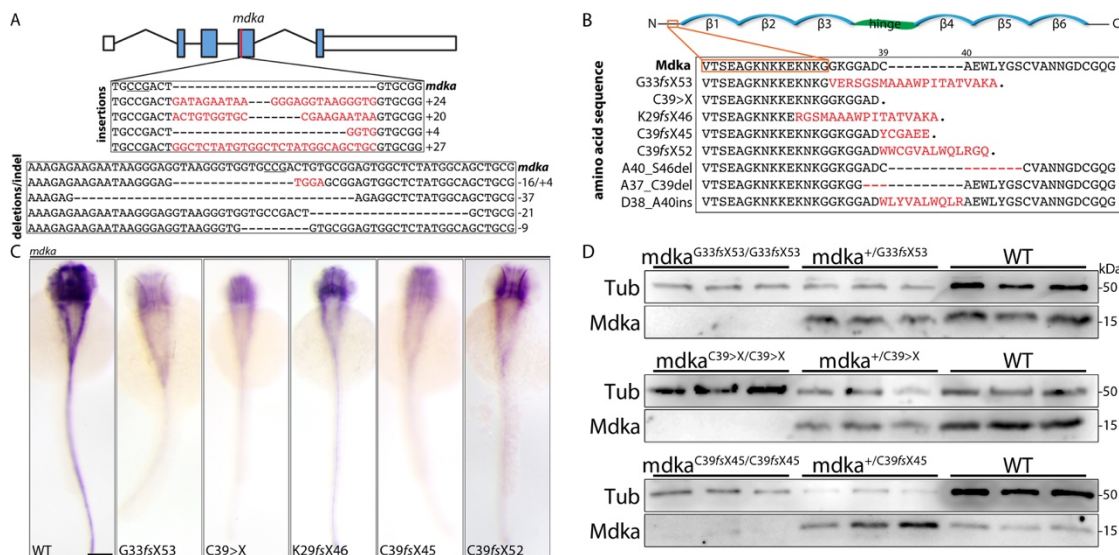 A
mdka
insertions
TGCCGACT---------------------------GTGCGG mdka
TGCCGACTGATAGAATAA---GGGAGGTAAGGGTGGTGCGG +24
TGCCGACTACTGTGGTGC-------CGAAGAATAAGTGCGG +20
TGCCGACT-----------------------GGTGGTGCGG +4
TGCCGACTGGCTCTATGTGGCTCTATGGCAGCTGCGTGCGG +27
deletions/indel
AAAGAGAAGAATAAGGGAGGTAAGGGTGGTGCCGACTGTGCGGAGTGGCTCTATGGCAGCTGCG mdka
AAAGAGAAGAATAAGGGAG----------------TGGAGCGGAGTGGCTCTATGGCAGCTGCG -16/+4
AAAGAG-------------------------------------AGAGGCTCTATGGCAGCTGCG -37
AAAGAGAAGAATAAGGGAGGTAAGGGTGGTGCCGACT---------------------GCTGCG -21
AAAGAGAAGAATAAGGGAGGTAAGGGTG---------GTGCGGAGTGGCTCTATGGCAGCTGCG -9
B
N β1 β2 β3 hinge β4 β5 β6 C
39 40
amino acid sequence
Mdka VTSEAGKNKKEKNKGGKGGADC-----------AEWLYGSCVANNGDCGQG
G33fsX53 VTSEAGKNKKEKNKGVERSGSMAAAWPITATVAKA.
C39>X VTSEAGKNKKEKNKGGKGGAD.
K29fsX46 VTSEAGKNKKERGSMAAAWPITATVAKA.
C39fsX45 VTSEAGKNKKEKNKGGKGGADYCGAEE.
C39fsX52 VTSEAGKNKKEKNKGGKGGADWWCGVALWQLRGQ.
A40_S46del VTSEAGKNKKEKNKGGKGGADC------------------CVANNGDCGQG
A37_C39del VTSEAGKNKKEKNKGGKGG--------------AEWLYGSCVANNGDCGQG
D38_A40ins VTSEAGKNKKEKNKGGKGGADWLYVALWQLR--AEWLYGSCVANNGDCGQG
C
mdka
WT G33fsX53 C39>X K29fsX46 C39fsX45 C39fsX52
D
mdkaG33fsX53/G33fsX53 mdka+/G33fsX53 WT kDa
Tub -50
Mdka -15
mdkaC39>X/C39>X mdka+/C39>X WT
Tub -50
Mdka -15
mdkaC39fsX45/C39fsX45 mdka+/C39fsX45 WT
Tub -50
Mdka -15